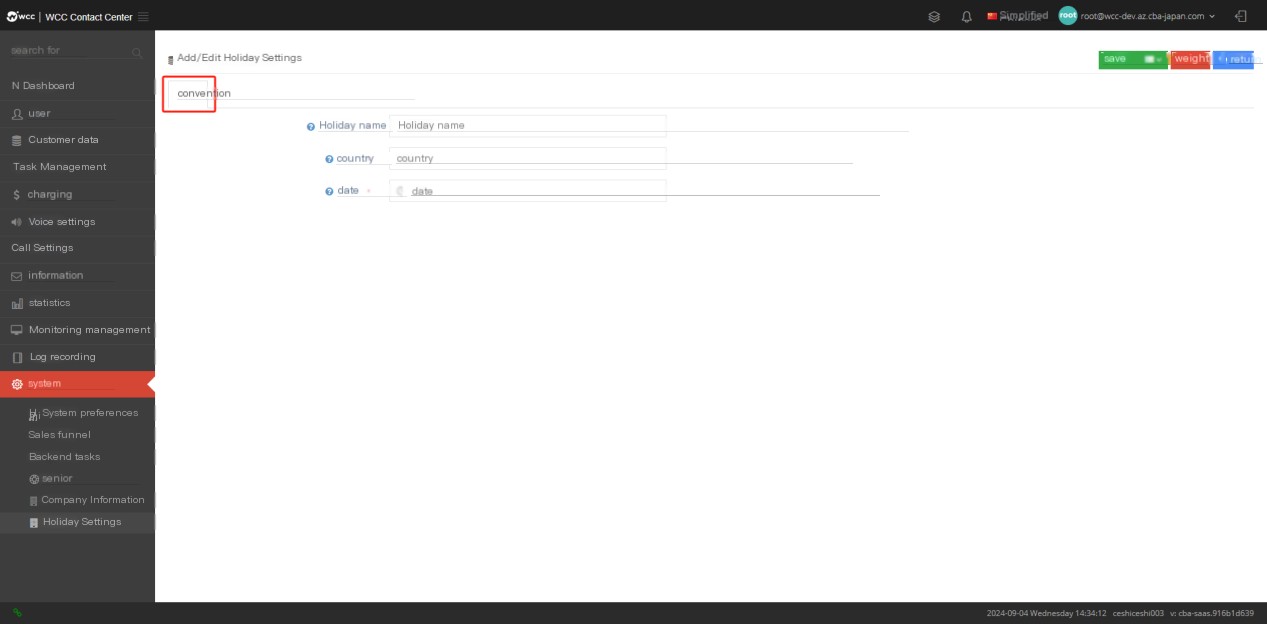 wcc | WCC Contact Center
Simplified
root root@wcc-dev.az.cba-japan.com
search for
N Dashboard
user
Customer data
Task Management
$ charging
Voice settings
Call Settings
information
statistics
Monitoring management
Log recording
system
System preferences
Sales funnel
Backend tasks
senior
Company Information
Holiday Settings
Add/Edit Holiday Settings
save weight retu
convention
Holiday name Holiday name
country country
date date
2024-09-04 Wednesday 14:34:12 ceshiceshi003 v: cba-saas.916b1d639